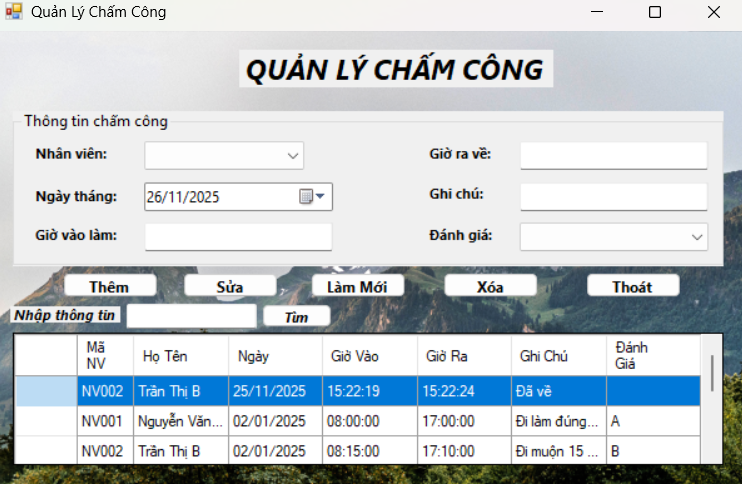 Quản Lý Chấm Công
QUẢN LÝ CHẤM CÔNG
Thông tin chấm công
Nhân viên: Giờ ra về:
Ngày tháng: 26/11/2025 Ghi chú:
Giờ vào làm: Đánh giá:
Thêm Sửa Làm Mới Xóa Thoát
Nhập thông tin Tìm
Mã NV Họ Tên Ngày Giờ Vào Giờ Ra Ghi Chú Đánh Giá
NV002 Trần Thị B 25/11/2025 15:22:19 15:22:24 Đã về
NV001 Nguyễn Văn... 02/01/2025 08:00:00 17:00:00 Đi làm đúng... A
NV002 Trần Thị B 02/01/2025 08:15:00 17:10:00 Đi muộn 15 ... B